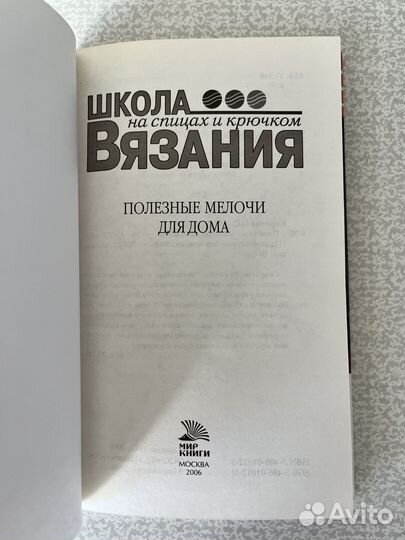 ШКОЛА
на спицах и крючком
ВЯЗАНИЯ
ПОЛЕЗНЫЕ МЕЛОЧИ
ДЛЯ ДОМА
МИР
КНИГИ
МОСКВА
2006
Avito